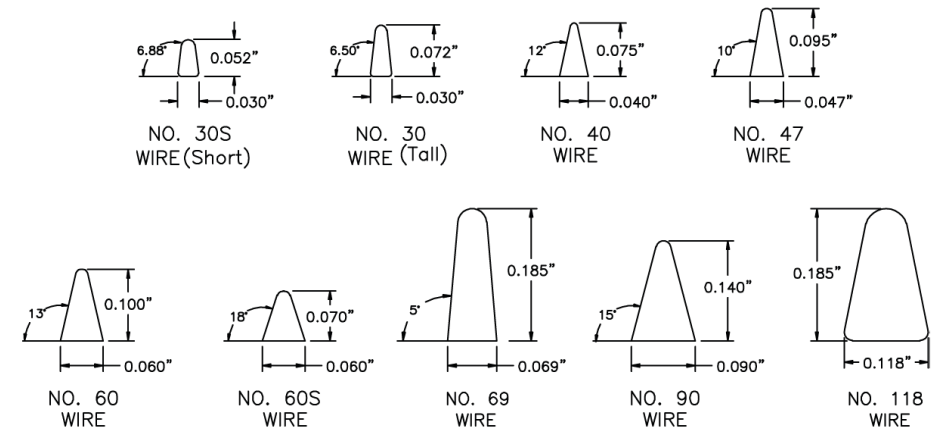 6.88°
0.052"
0.030"
NO. 30S
WIRE (Short)
6.50°
0.072"
0.030"
NO. 30
WIRE (Tall)
12°
0.075"
0.040"
NO. 40
WIRE
10°
0.095"
0.047"
NO. 47
WIRE
13°
0.100"
0.060"
NO. 60
WIRE
18°
0.070"
0.060"
NO. 60S
WIRE
5°
0.185"
0.069"
NO. 69
WIRE
15°
0.140"
0.090"
NO. 90
WIRE
0.185"
0.118"
NO. 118
WIRE